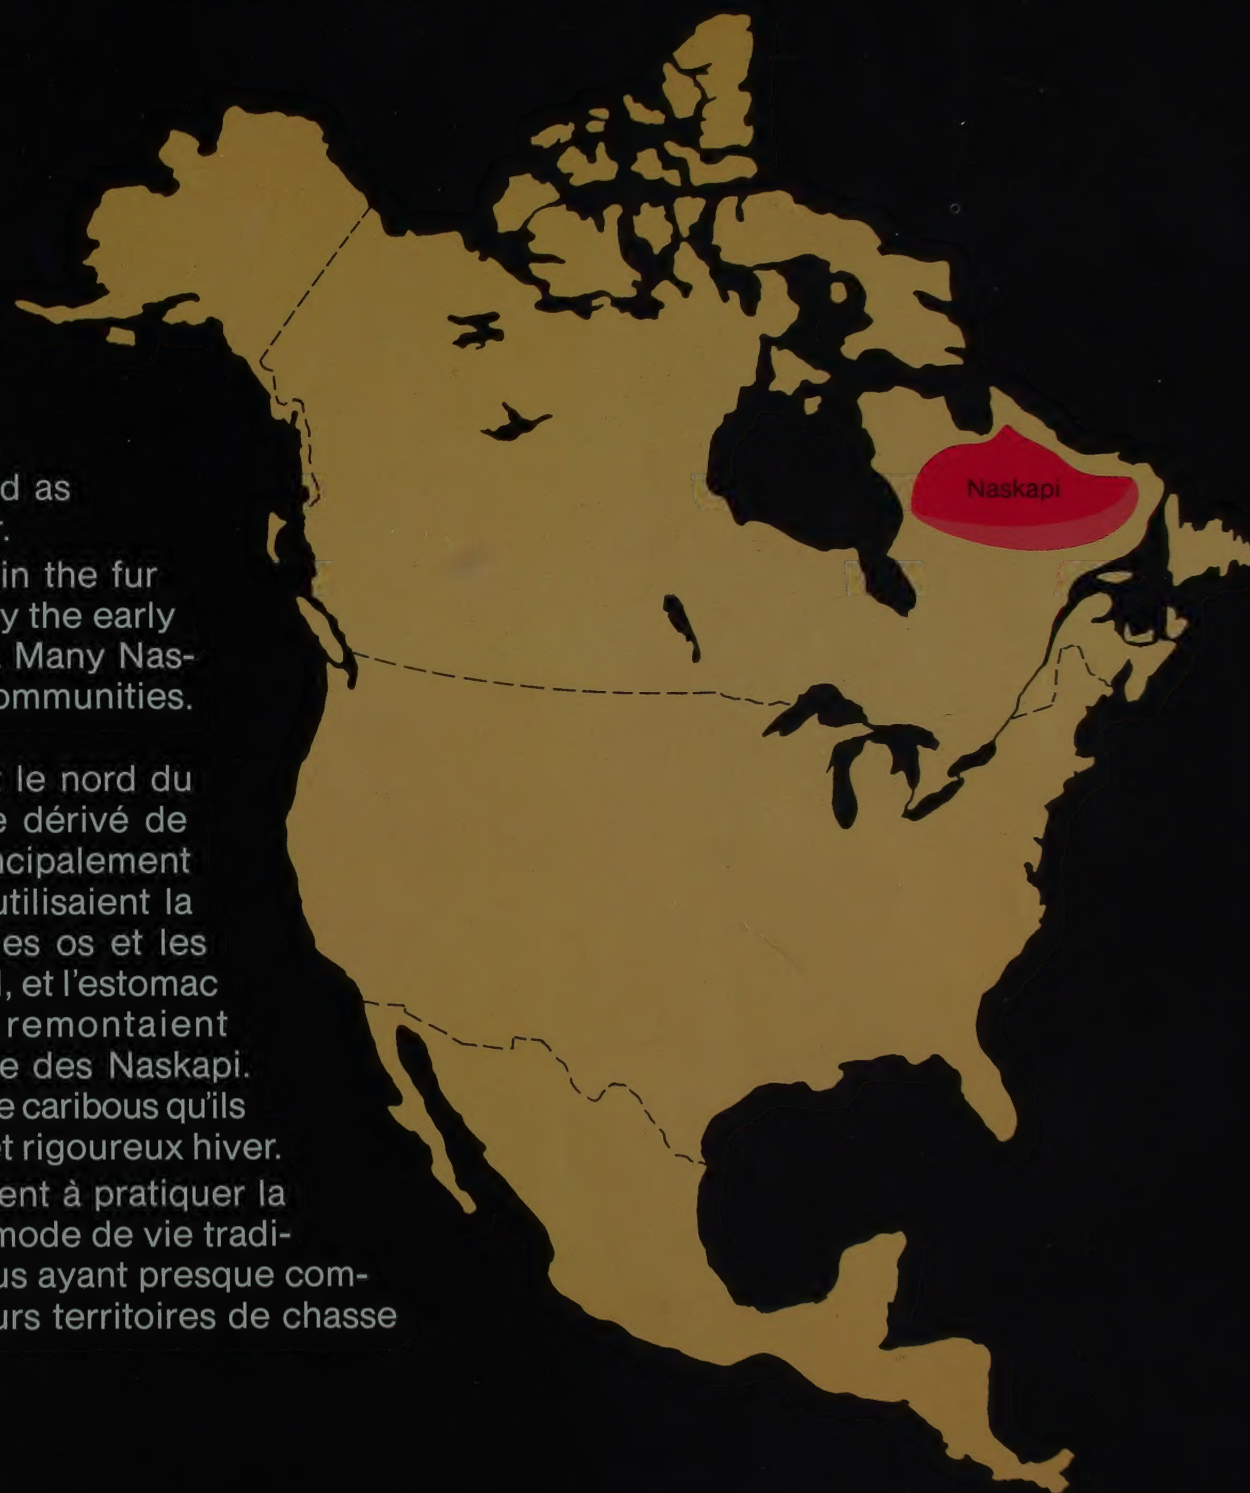 d as
r.
in the fur
y the early
. Many Nas-
ommunities.
t le nord du
e dérivé de
ncipalement
utilisaient la
es os et les
l, et l'estomac
remontaient
e des Naskapi.
e caribous qu'ils
et rigoureux hiver.
ent à pratiquer la
mode de vie tradi-
us ayant presque com-
urs territoires de chasse
Naskapi